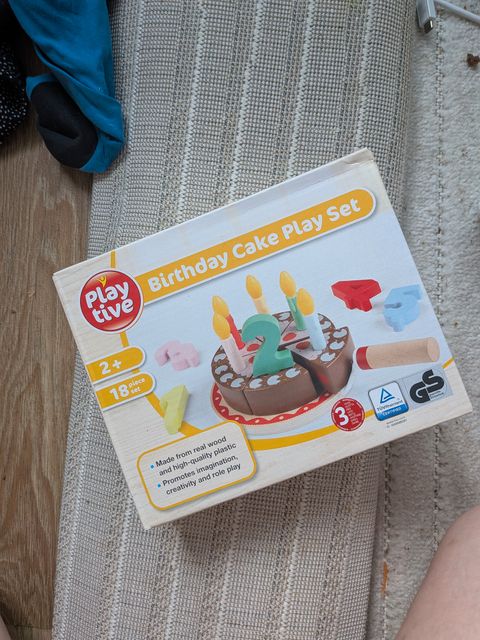 Birthday Cake Play Set
Play
tive
2+
18 piece
set
• Made from real wood
and high-quality plastic
• Promotes imagination,
creativity and role play
2
3
GS